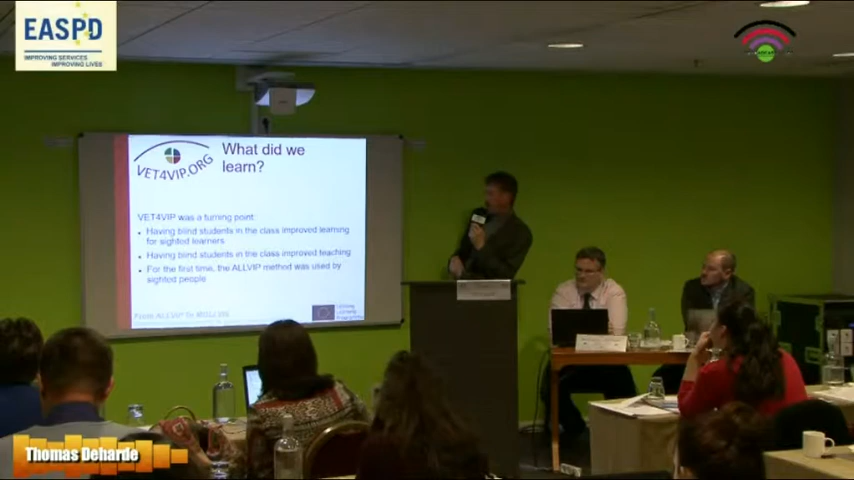 EASPD
IMPROVING SERVICES
IMPROVING LIVES
VET4VIP.ORG
What did we
learn?
VET4VIP was a turning point:
• Having blind students in the class improved learning
for sighted learners
• Having blind students in the class improved teaching
• For the first time, the ALLVIP method was used by
sighted people
Thomas Deharde